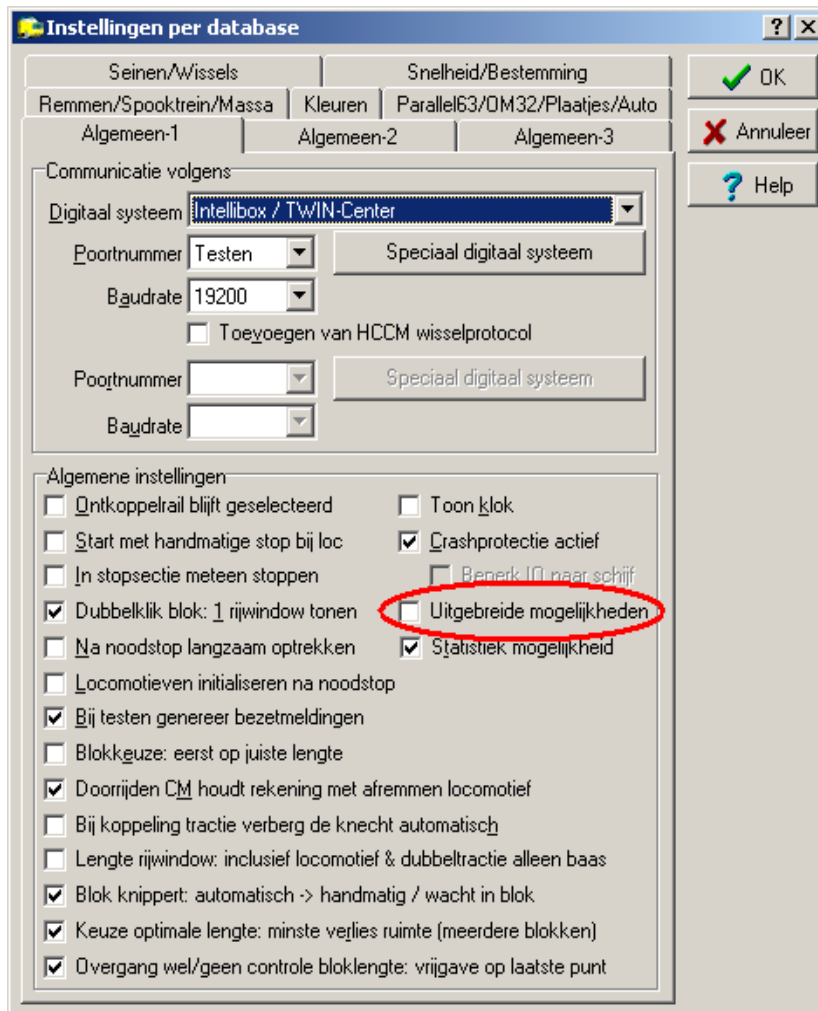 Instellingen per database
Seinen/Wissels Snelheid/Bestemming
Remmen/Spooktrein/Massa Kleuren Parallel63/OM32/Plaatjes/Auto
Algemeen-1 Algemeen-2 Algemeen-3
OK
Annuleer
Help
Communicatie volgens
Digitaal systeem Intellibox / TWIN-Center
Poortnummer Testen Speciaal digitaal systeem
Baudrate 19200
Toevoegen van HCCM wisselprotocol
Poortnummer Speciaal digitaal systeem
Baudrate
Algemene instellingen
Ontkoppelrail blijft geselecteerd Toon klok
Start met handmatige stop bij loc Crashprotectie actief
In stopsectie meteen stoppen Beperk IO naar schijf
Dubbelklik blok: 1 rijwindow tonen Uitgebreide mogelijkheden
Na noodstop langzaam optrekken Statistiek mogelijkheid
Locomotieven initialiseren na noodstop
Bij testen genereer bezetmeldingen
Blokkeuze: eerst op juiste lengte
Doorrijden CM houdt rekening met afremmen locomotief
Bij koppeling tractie verberg de knecht automatisch
Lengte rijwindow: inclusief locomotief & dubbeltractie alleen baas
Blok knippert: automatisch -> handmatig / wacht in blok
Keuze optimale lengte: minste verlies ruimte (meerdere blokken)
Overgang wel/geen controle bloklengte: vrijgave op laatste punt